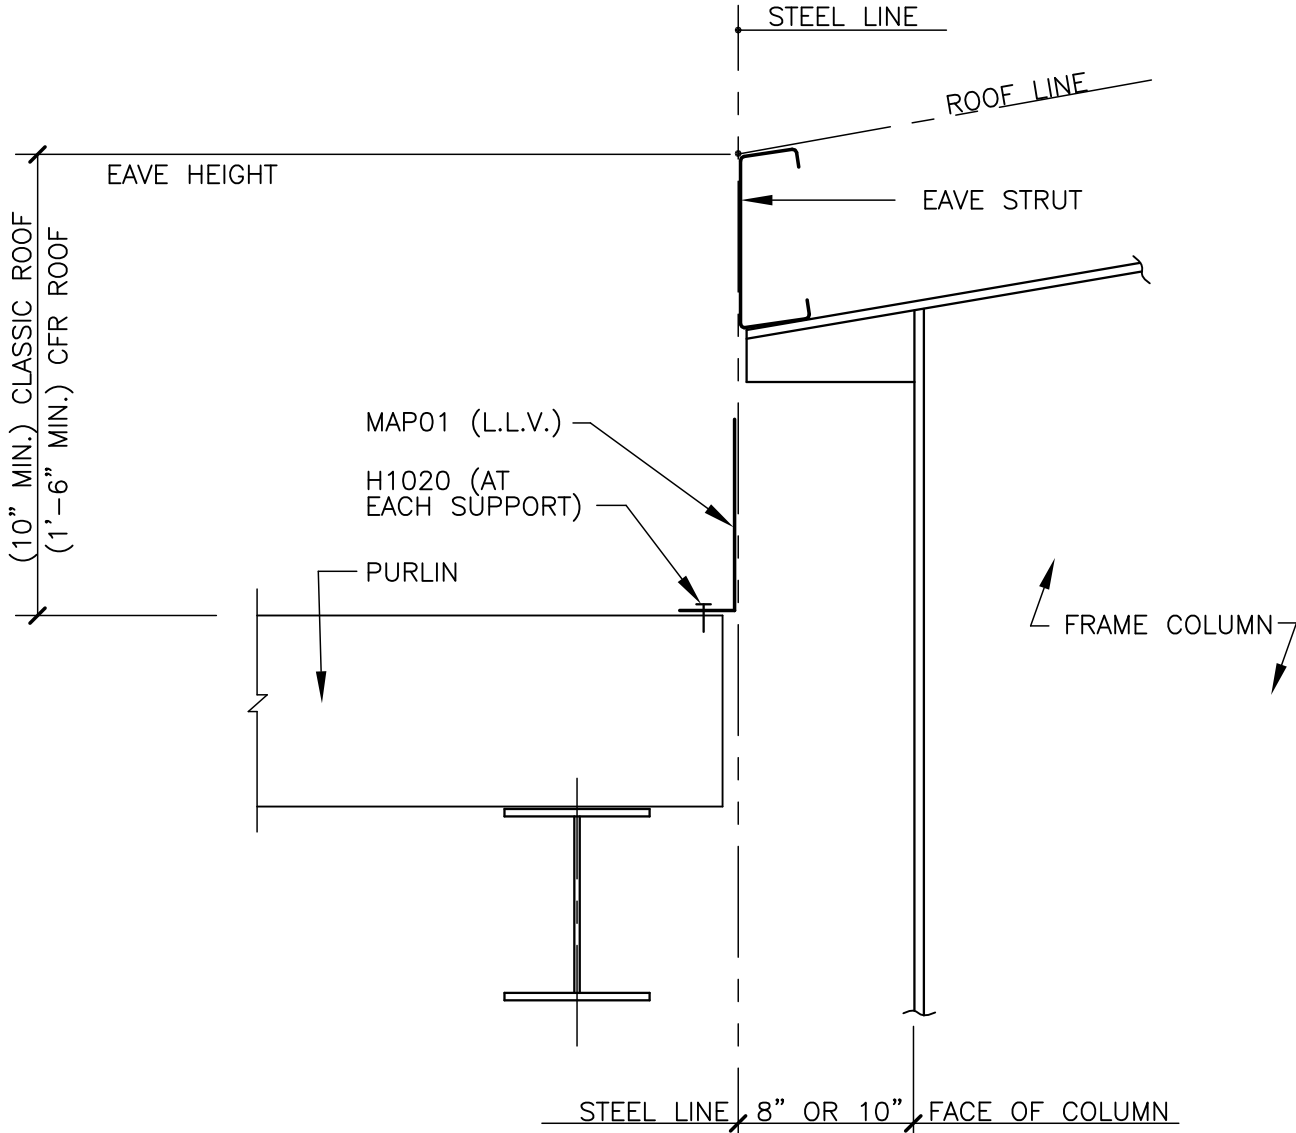 STEEL LINE
ROOF LINE
EAVE HEIGHT
EAVE STRUT
(10" MIN.) CLASSIC ROOF
(1'-6" MIN.) CFR ROOF
MAP01 (L.L.V.)
H1020 (AT
EACH SUPPORT)
PURLIN
FRAME COLUMN
STEEL LINE
8" OR 10"
FACE OF COLUMN